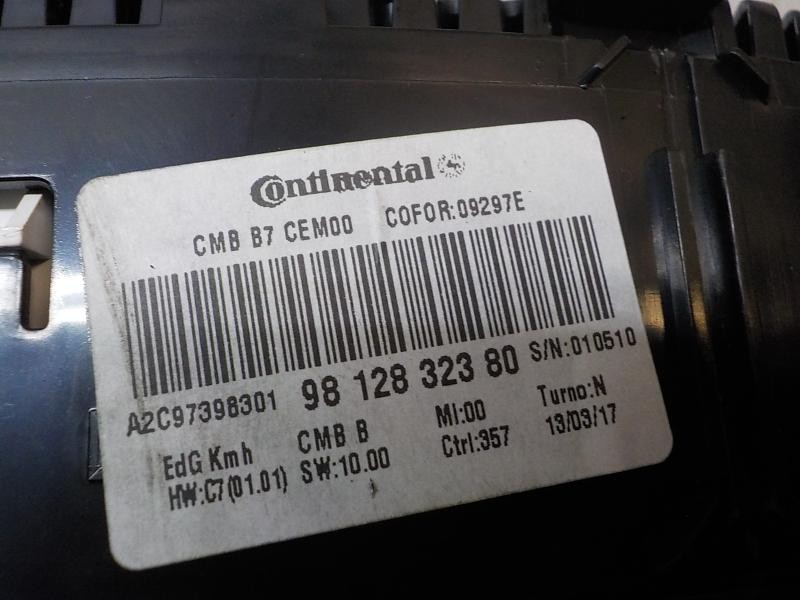 Continental
CMB B7 CEM00 COFOR:09297E
A2C97398301 98 128 323 80 S/N:010510
EdG Kmh CMB B MI:00 Turno:N
HW:C7(01.01) SW:10.00 Ctrl:357 13/03/17